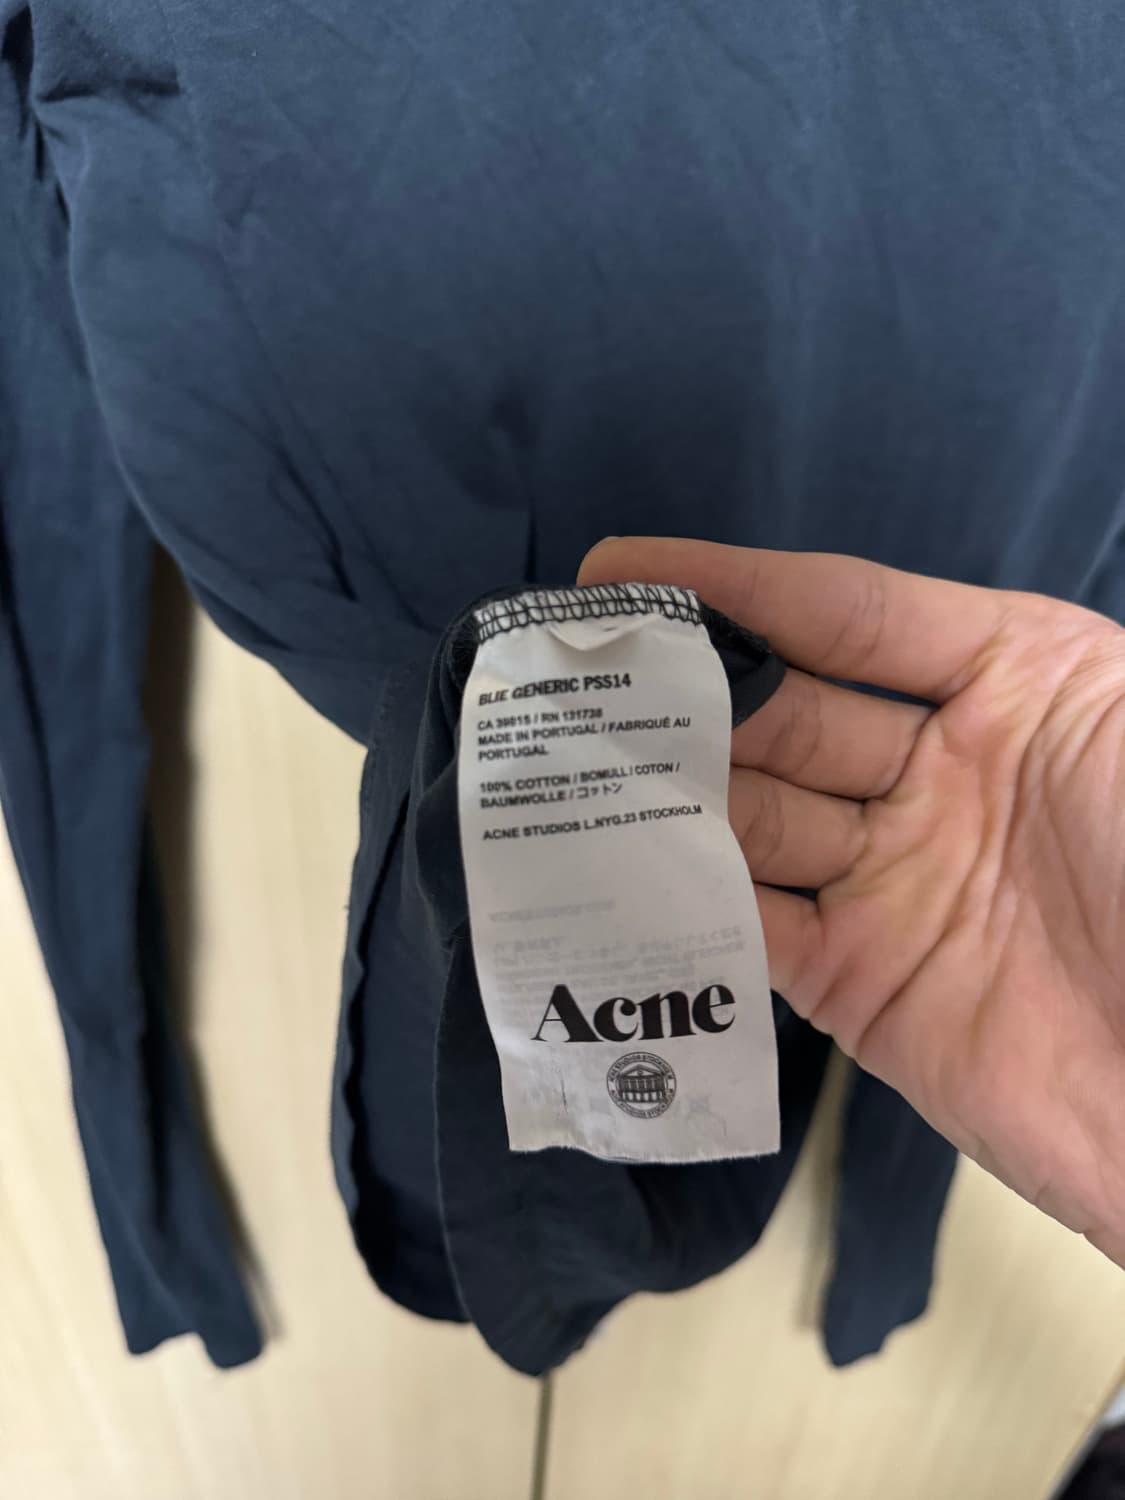 BLIE GENERIC PSS14
CA 39815 / RN 131738
MADE IN PORTUGAL / FABRIQUÉ AU
PORTUGAL
100% COTTON / BOMULL / COTON /
BAUMWOLLE / コットン
ACNE STUDIOS L.NYG.23 STOCKHOLM
Acne